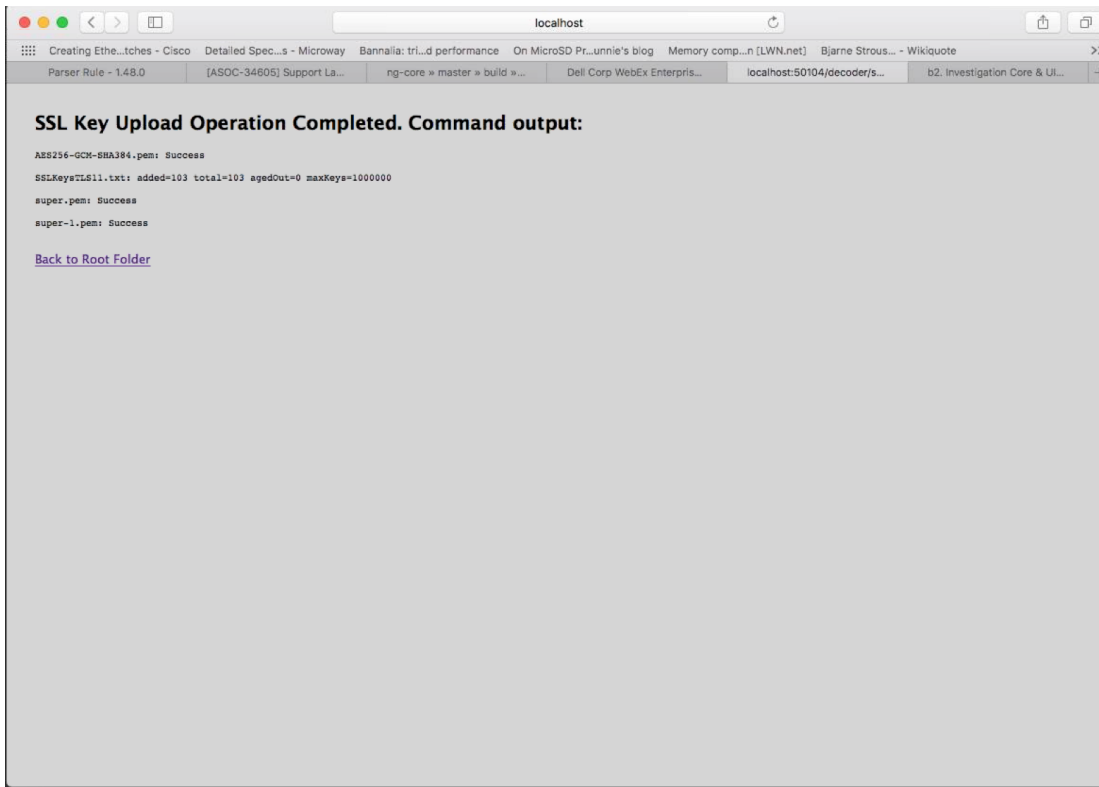 localhost
Creating Ethe...tches - Cisco Detailed Spec...s - Microway Bannalia: tri...d performance On MicroSD Pr...unnie's blog Memory comp...n [LWN.net] Bjarne Strous... - Wikiquote
Parser Rule - 1.48.0 [ASOC-34605] Support La... ng-core » master » build »... Dell Corp WebEx Enterpris... localhost:50104/decoder/s... b2. Investigation Core & UI...
SSL Key Upload Operation Completed. Command output:
AES256-GCM-SHA384.pem: Success
SSLKeysTLS11.txt: added=103 total=103 agedOut=0 maxKeys=1000000
super.pem: Success
super-1.pem: Success
Back to Root Folder